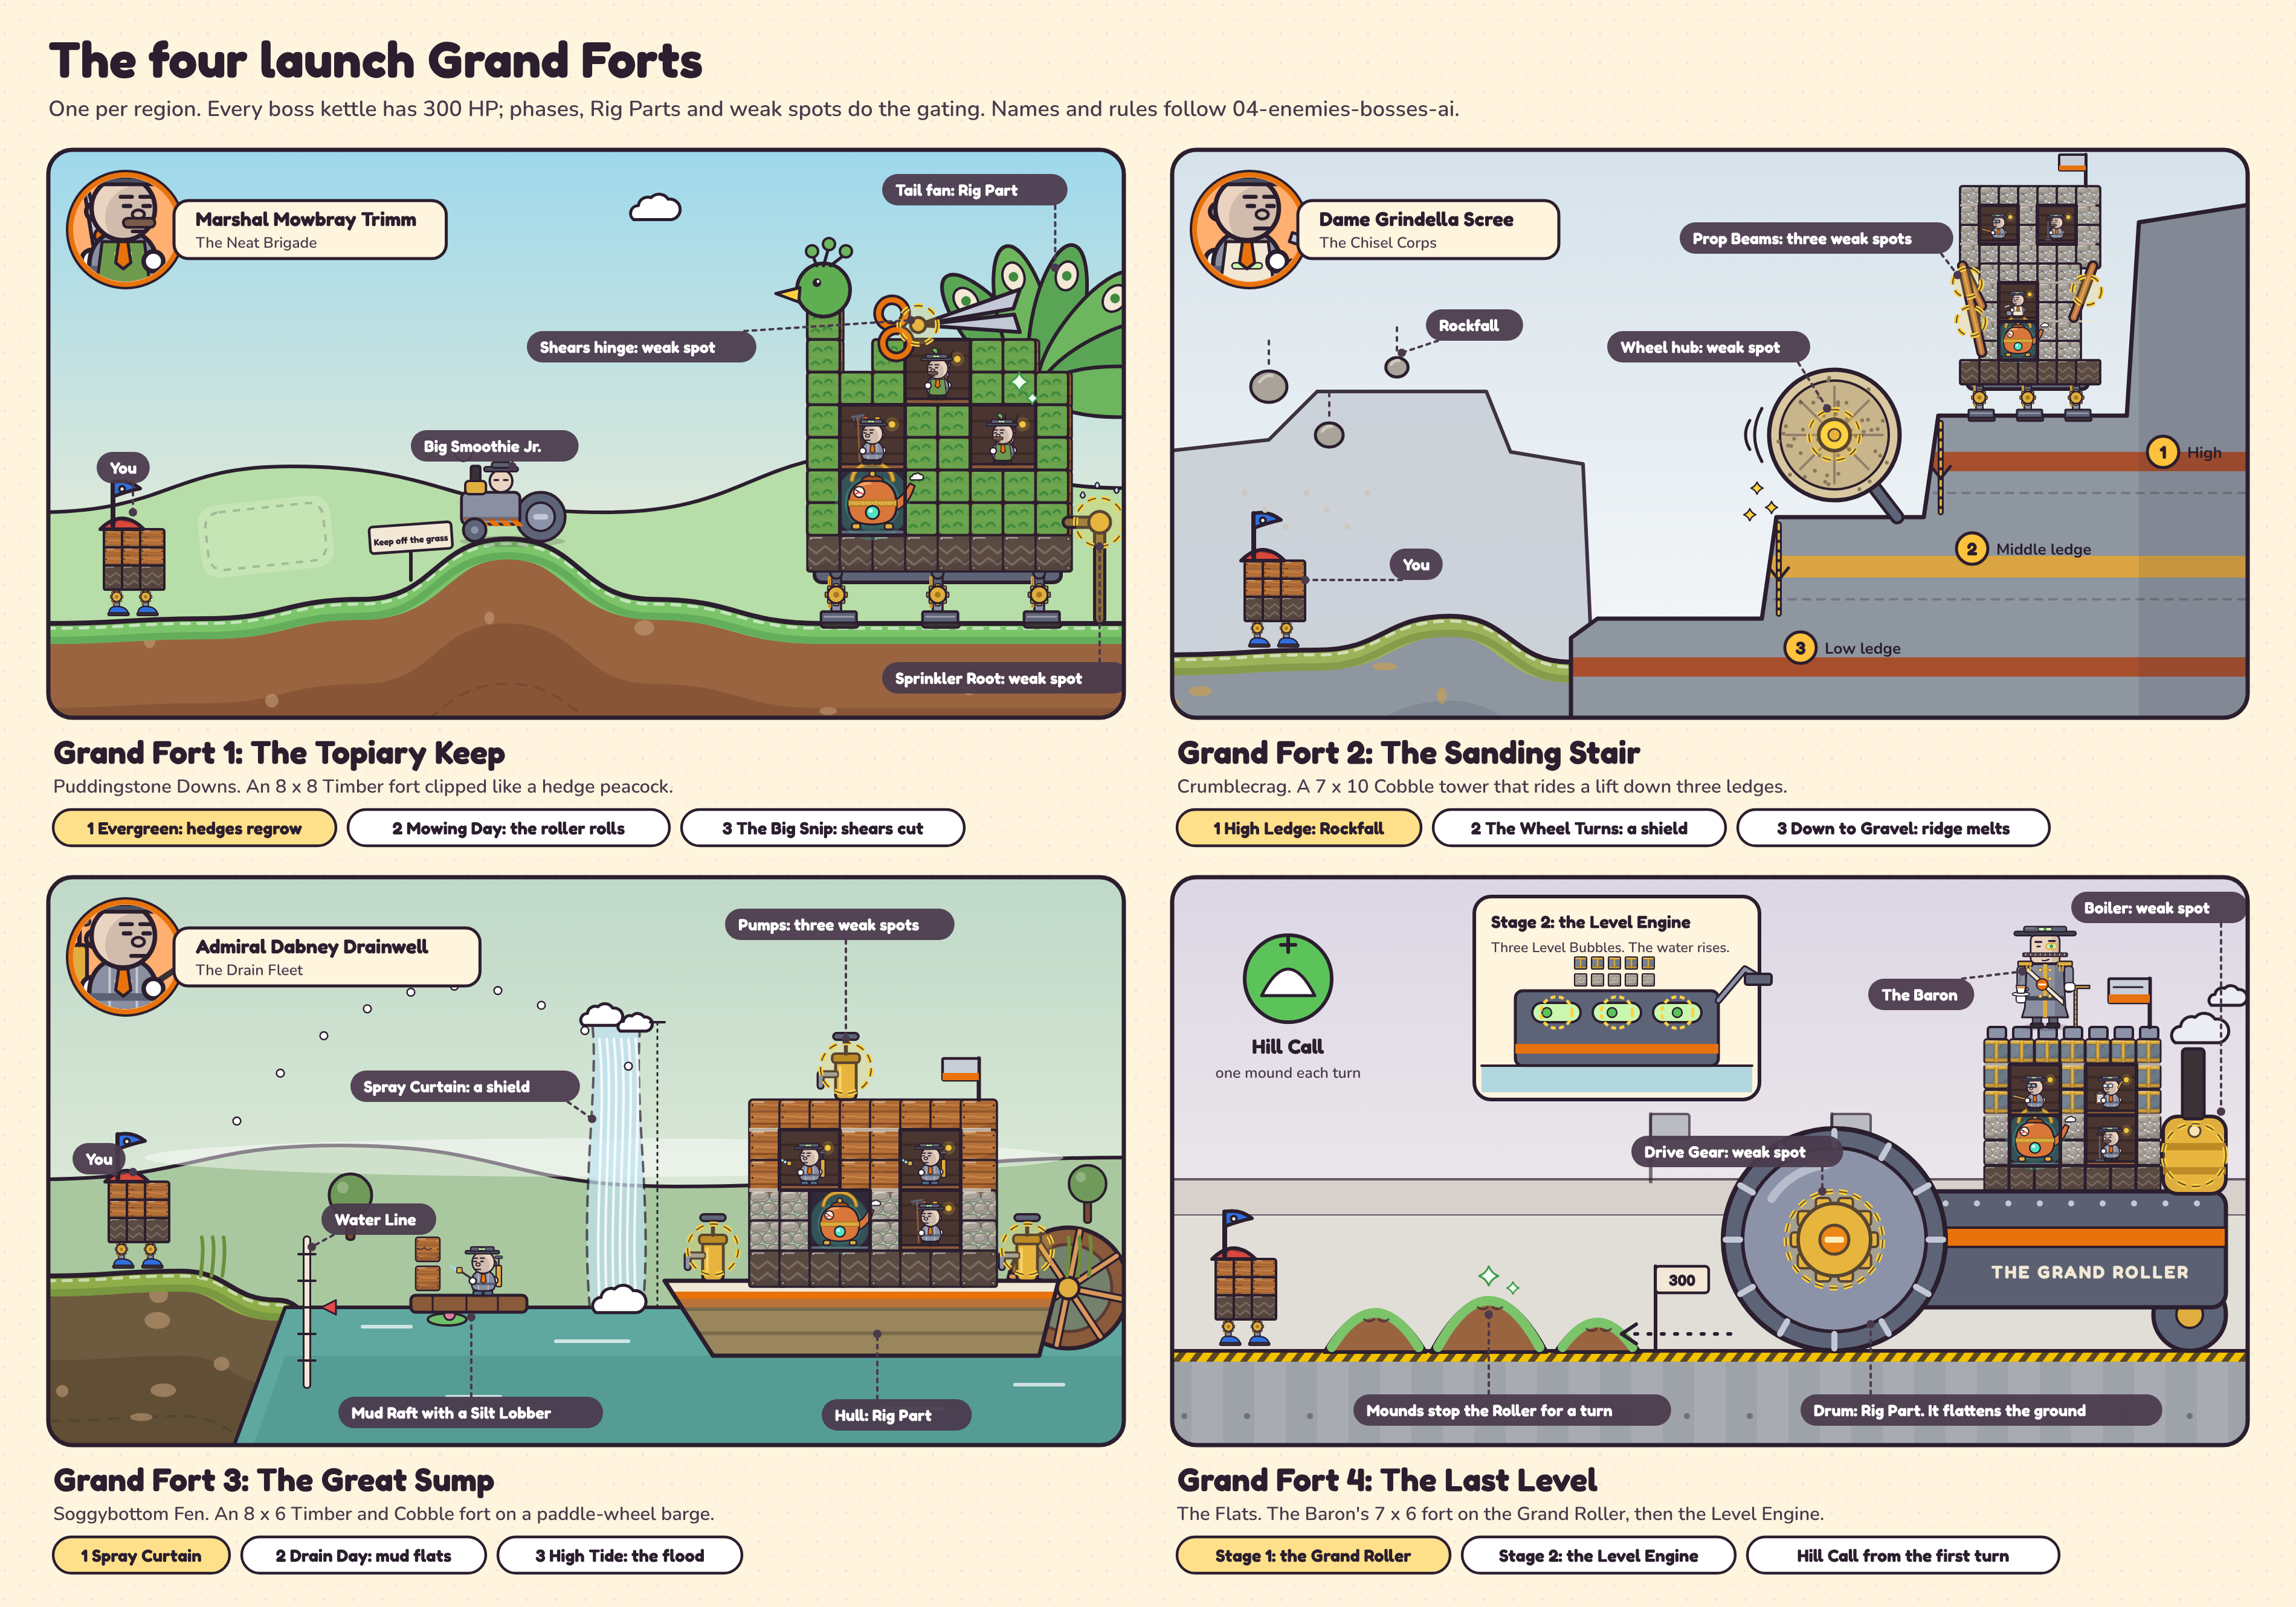 The four launch Grand Forts
One per region. Every boss kettle has 300 HP; phases, Rig Parts and weak spots do the gating. Names and rules follow 04-enemies-bosses-ai.
Marshal Mowbray Trimm
The Neat Brigade
Tail fan: Rig Part
Shears hinge: weak spot
Big Smoothie Jr.
You
Keep off the grass
Sprinkler Root: weak spot
Grand Fort 1: The Topiary Keep
Puddingstone Downs. An 8 x 8 Timber fort clipped like a hedge peacock.
1 Evergreen: hedges regrow
2 Mowing Day: the roller rolls
3 The Big Snip: shears cut
Dame Grindella Scree
The Chisel Corps
Prop Beams: three weak spots
Rockfall
Wheel hub: weak spot
1 High
2 Middle ledge
You
3 Low ledge
Grand Fort 2: The Sanding Stair
Crumblecrag. A 7 x 10 Cobble tower that rides a lift down three ledges.
1 High Ledge: Rockfall
2 The Wheel Turns: a shield
3 Down to Gravel: ridge melts
Admiral Dabney Drainwell
The Drain Fleet
Pumps: three weak spots
Spray Curtain: a shield
You
Water Line
Mud Raft with a Silt Lobber
Hull: Rig Part
Grand Fort 3: The Great Sump
Soggybottom Fen. An 8 x 6 Timber and Cobble fort on a paddle-wheel barge.
1 Spray Curtain
2 Drain Day: mud flats
3 High Tide: the flood
Hill Call
one mound each turn
Stage 2: the Level Engine
Three Level Bubbles. The water rises.
Boiler: weak spot
The Baron
Drive Gear: weak spot
THE GRAND ROLLER
300
Mounds stop the Roller for a turn
Drum: Rig Part. It flattens the ground
Grand Fort 4: The Last Level
The Flats. The Baron's 7 x 6 fort on the Grand Roller, then the Level Engine.
Stage 1: the Grand Roller
Stage 2: the Level Engine
Hill Call from the first turn